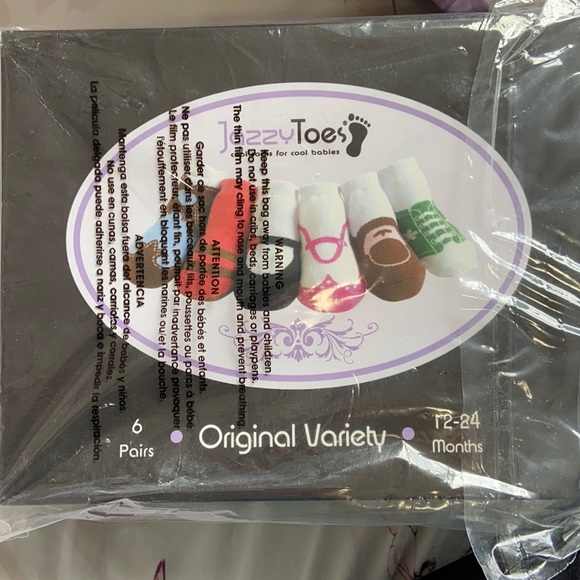 JazzyToes
for cool babies
WARNING
Keep this bag away from babies and children.
Do not use in cribs, beds, carriages or playpens.
The thin film may cling to nose and mouth and prevent breathing.
ATTENTION
Garder ce sac hors de portée des bébés et enfants.
Ne pas utiliser dans les berceaux, lits, poussettes ou parcs à bébé
Le film protecteur, étant fin, pourrait par inadvertance provoquer
l'étouffement en bloquant les narines ou et la bouche.
ADVERTENCIA
Mantenga esta bolsa fuera del alcance de bebés y niños.
No use en cunas, camas, carriolas y corrales.
La película delgada puede adherirse a nariz y boca e impedir la respiración.
6 Pairs • Original Variety • 12-24 Months